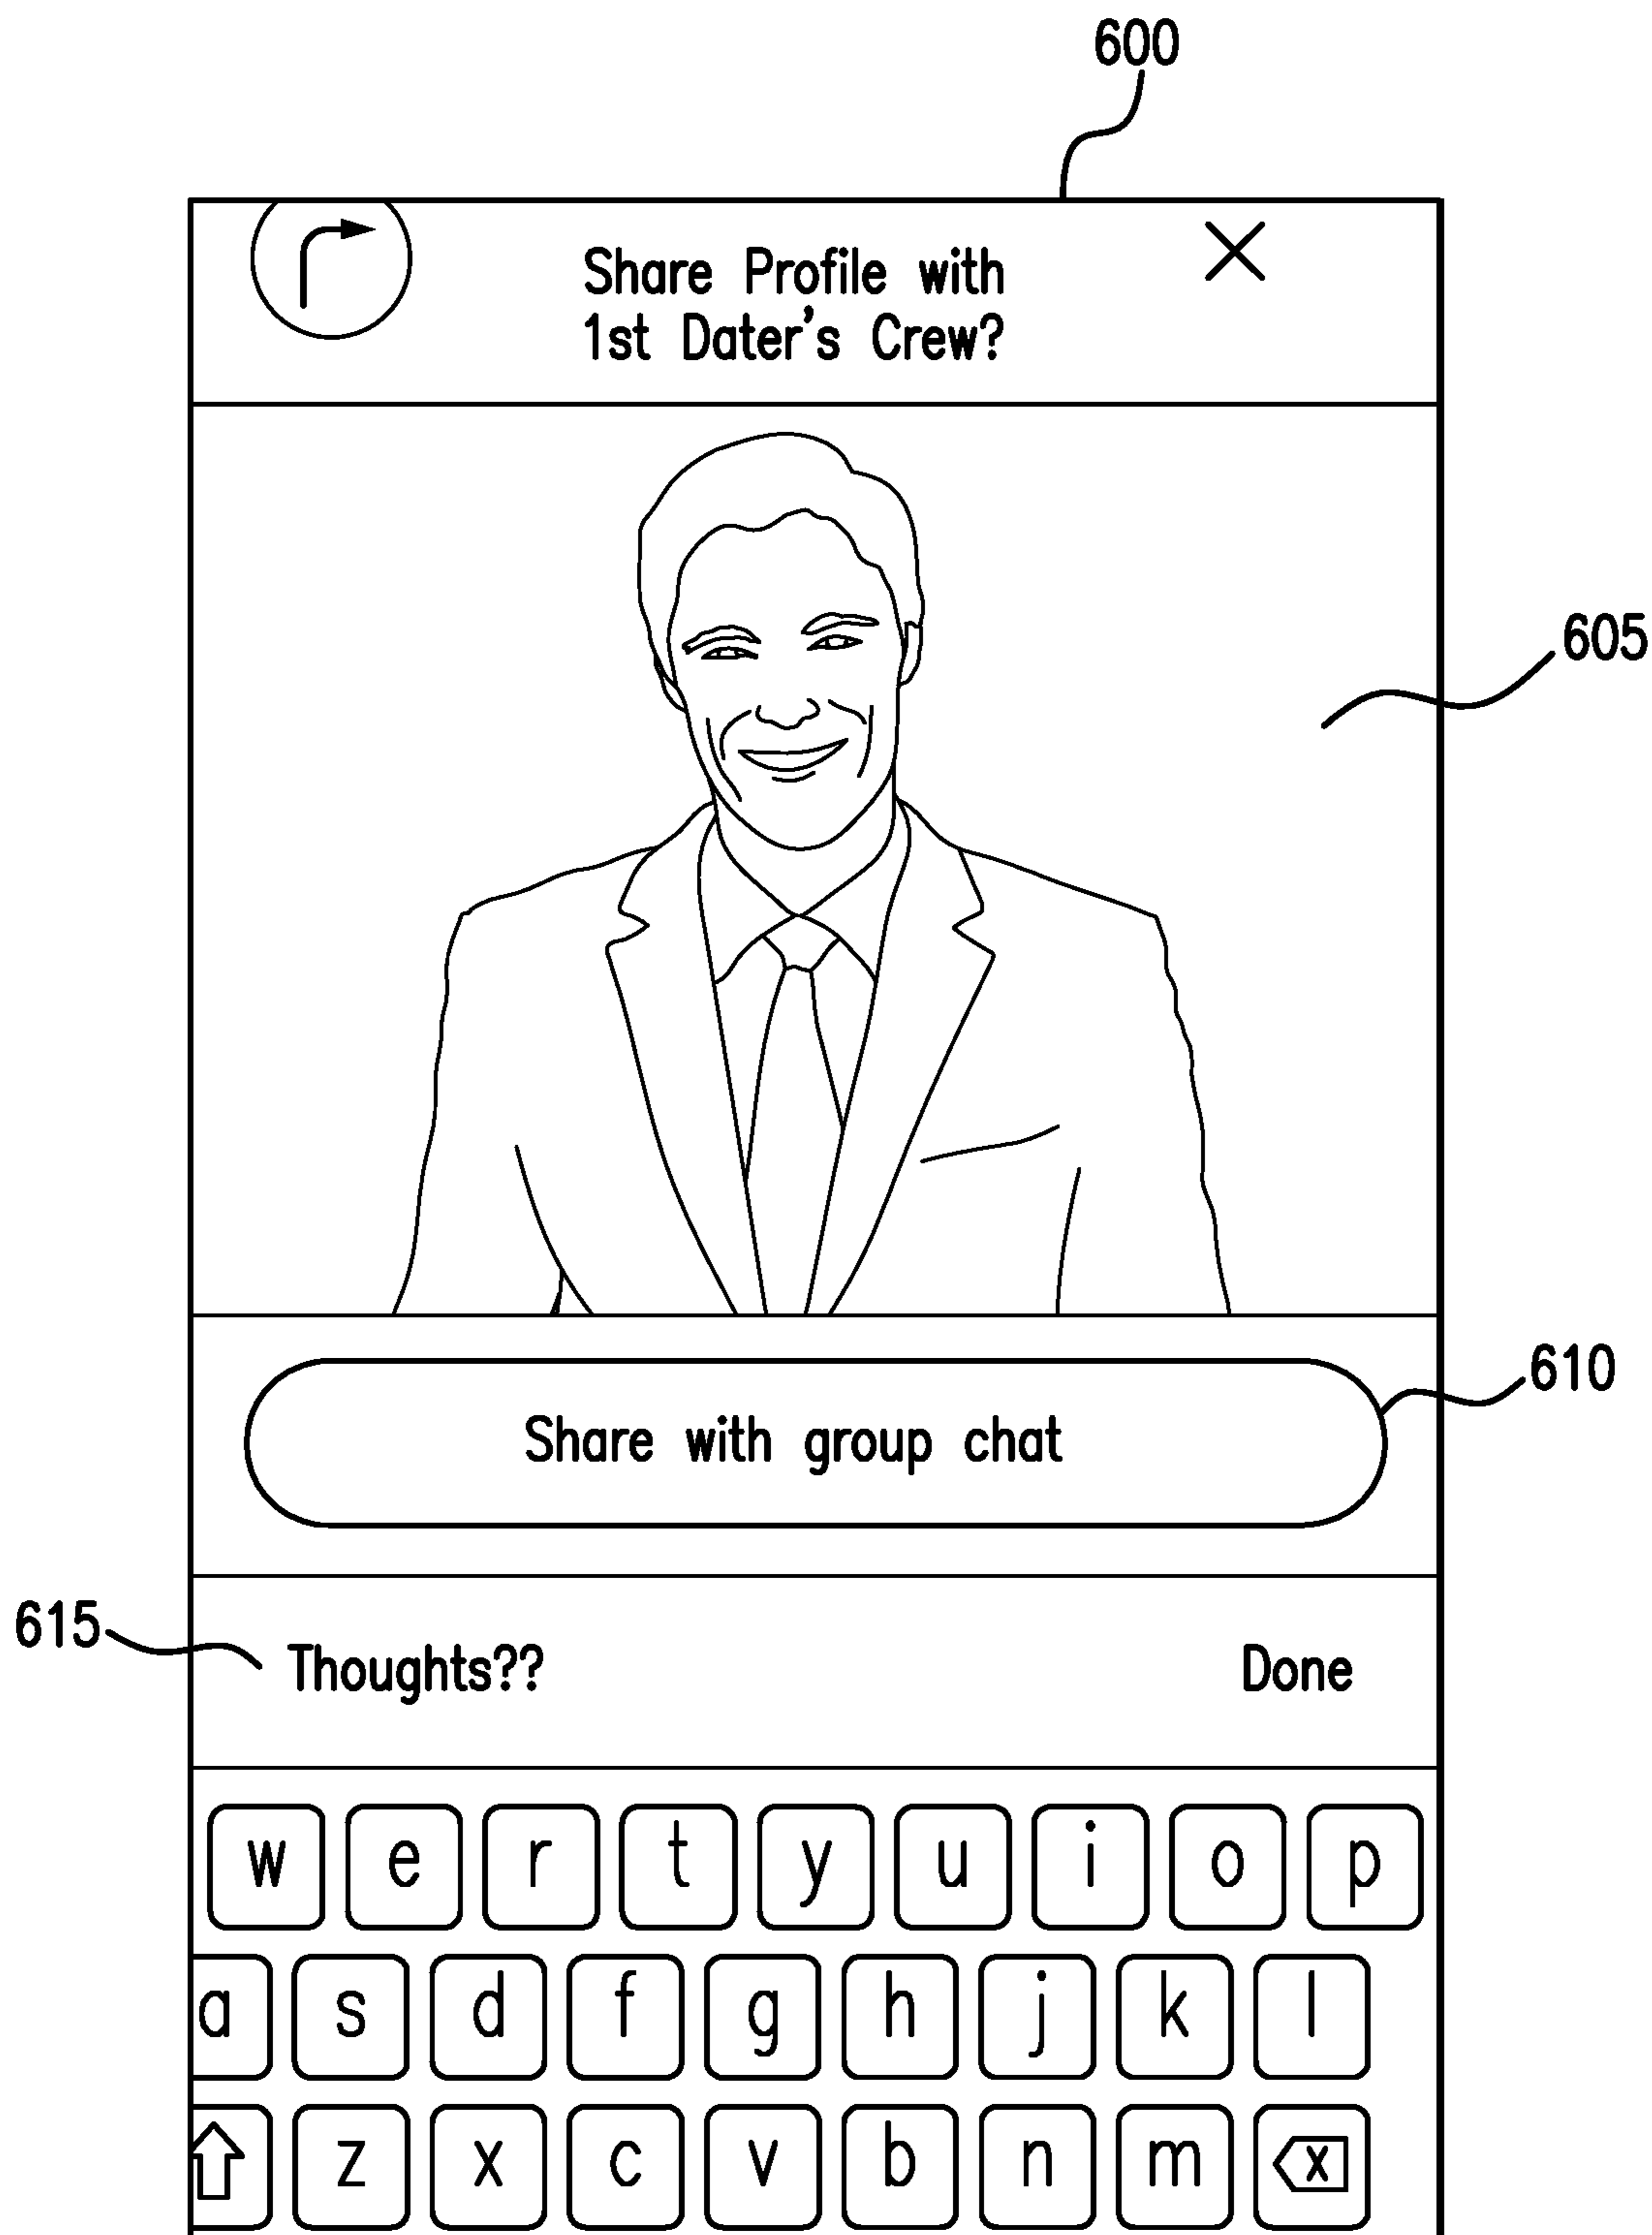 600
Share Profile with
1st Dater's Crew?
605
610
Share with group chat
615
Thoughts?? Done
w e r t y u i o p
a s d f g h j k l
z x c v b n m x